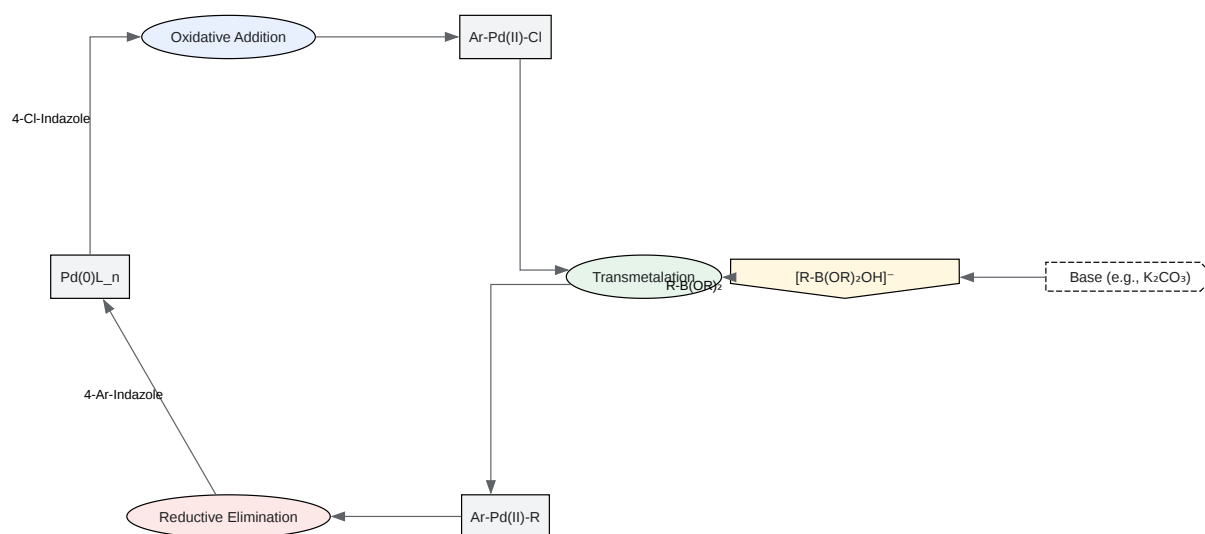 Oxidative Addition
Ar-Pd(II)-Cl
4-Cl-Indazole
Pd(0)L_n
Transmetalation
R-B(OR)₂
[R-B(OR)₂OH]⁻
Base (e.g., K₂CO₃)
4-Ar-Indazole
Reductive Elimination
Ar-Pd(II)-R